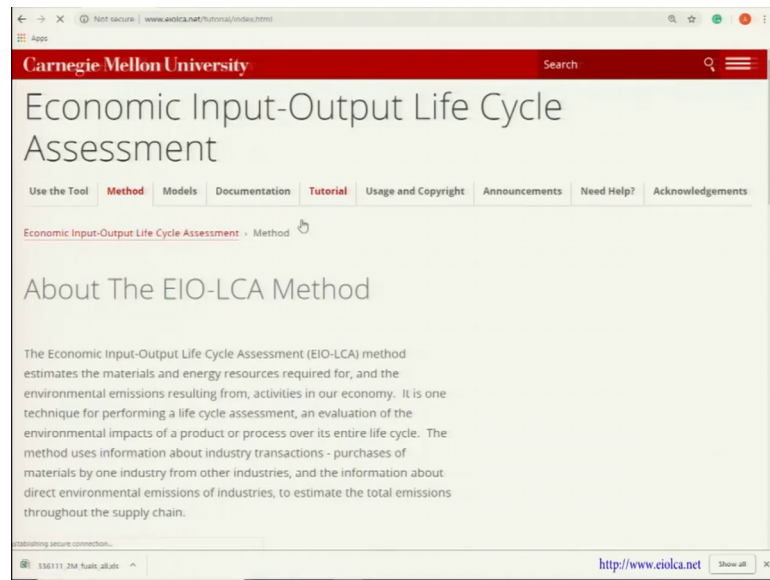 Not secure | www.eiolca.net/tutorial/index.html
Apps
Carnegie Mellon University
Search
Economic Input-Output Life Cycle
Assessment
Use the Tool Method Models Documentation Tutorial Usage and Copyright Announcements Need Help? Acknowledgements
Economic Input-Output Life Cycle Assessment › Method
About The EIO-LCA Method
The Economic Input-Output Life Cycle Assessment (EIO-LCA) method
estimates the materials and energy resources required for, and the
environmental emissions resulting from, activities in our economy. It is one
technique for performing a life cycle assessment, an evaluation of the
environmental impacts of a product or process over its entire life cycle. The
method uses information about industry transactions - purchases of
materials by one industry from other industries, and the information about
direct environmental emissions of industries, to estimate the total emissions
throughout the supply chain.
stablishing secure connection...
http://www.eiolca.net
Show all